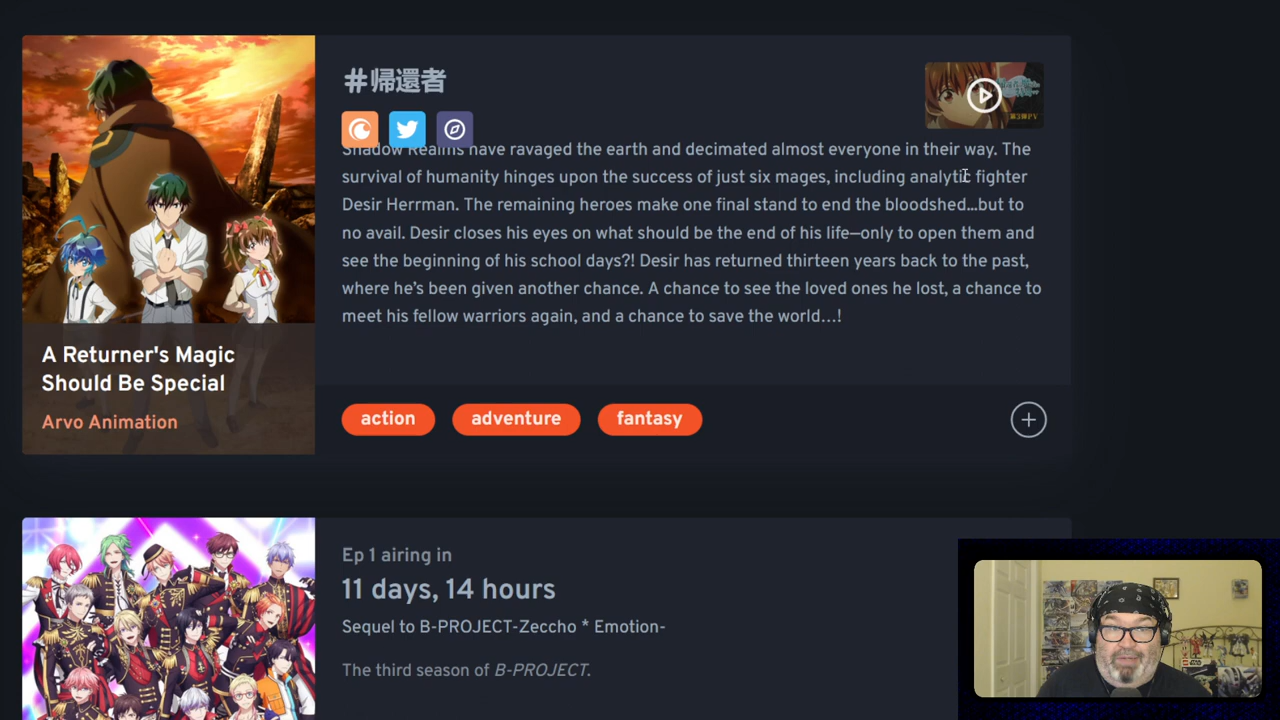 #帰還者
第3弾PV
Shadow Realms have ravaged the earth and decimated almost everyone in their way. The
survival of humanity hinges upon the success of just six mages, including analytic fighter
Desir Herrman. The remaining heroes make one final stand to end the bloodshed...but to
no avail. Desir closes his eyes on what should be the end of his life—only to open them and
see the beginning of his school days?! Desir has returned thirteen years back to the past,
where he's been given another chance. A chance to see the loved ones he lost, a chance to
meet his fellow warriors again, and a chance to save the world…!
A Returner's Magic
Should Be Special
Arvo Animation
action
adventure
fantasy
Ep 1 airing in
11 days, 14 hours
Sequel to B-PROJECT-Zeccho * Emotion-
The third season of B-PROJECT.